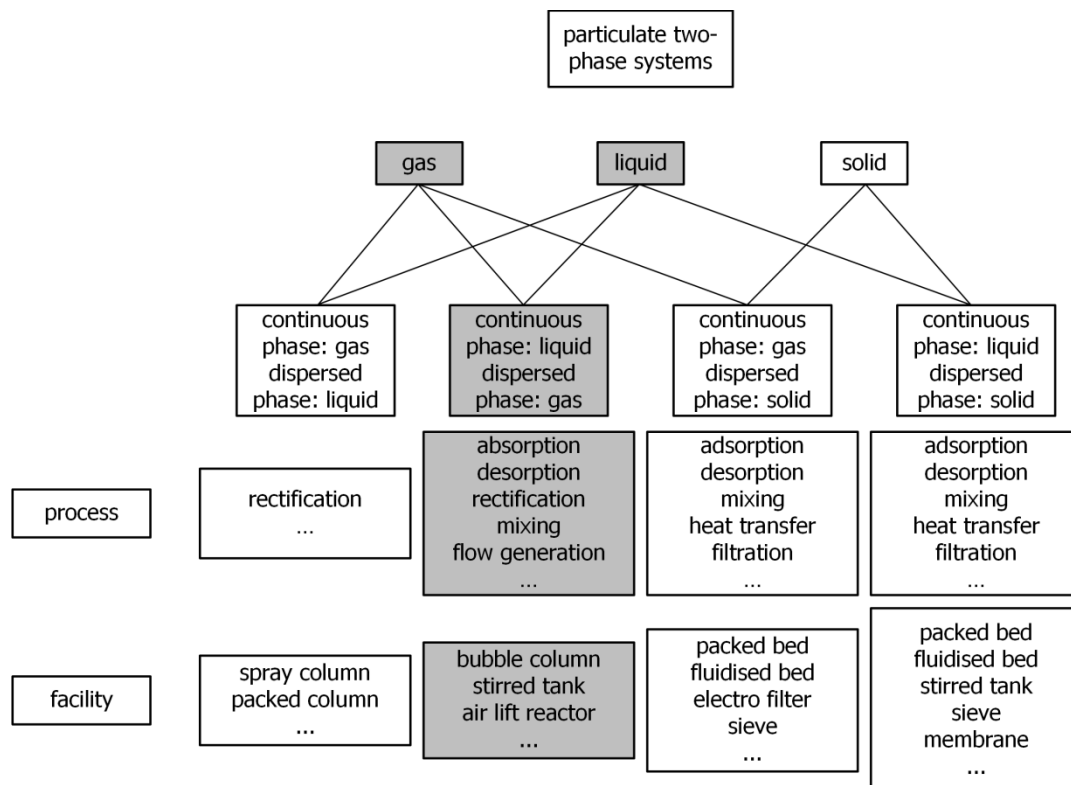 particulate two-
phase systems
gas
liquid
solid
continuous
phase: gas
dispersed
phase: liquid
continuous
phase: liquid
dispersed
phase: gas
continuous
phase: gas
dispersed
phase: solid
continuous
phase: liquid
dispersed
phase: solid
process
rectification
...
absorption
desorption
rectification
mixing
flow generation
...
adsorption
desorption
mixing
heat transfer
filtration
...
adsorption
desorption
mixing
heat transfer
filtration
...
facility
spray column
packed column
...
bubble column
stirred tank
air lift reactor
...
packed bed
fluidised bed
electro filter
sieve
...
packed bed
fluidised bed
stirred tank
sieve
membrane
...